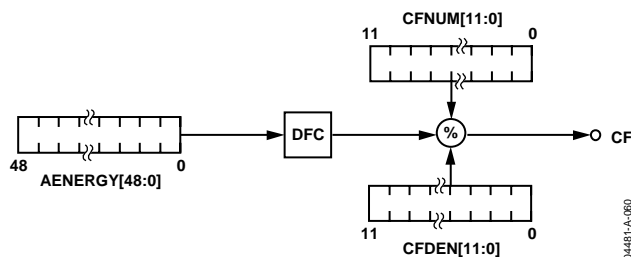 CFNUM[11:0]
11 0
DFC
%
CF
48 0
AENERGY[48:0]
11 0
CFDEN[11:0]
04481-A-060